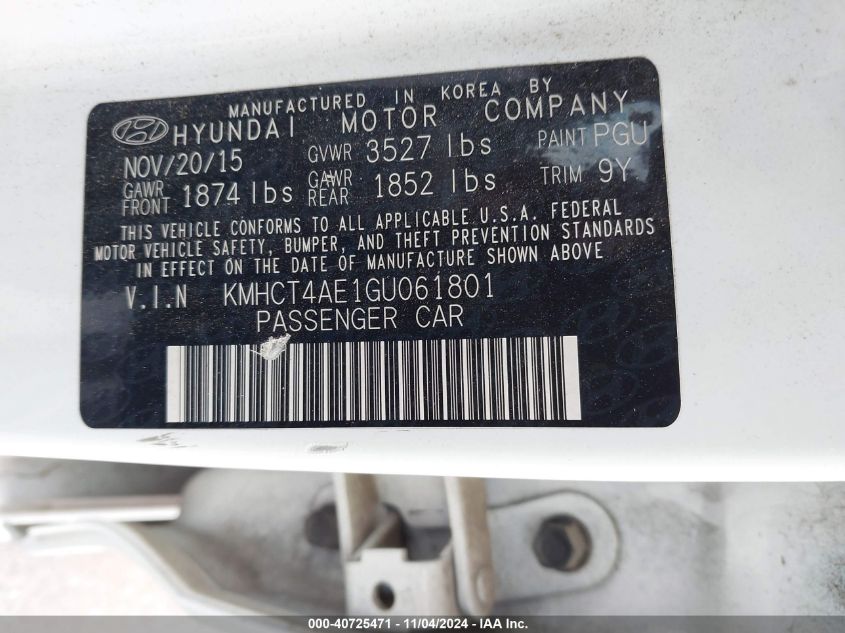 MANUFACTURED IN KOREA BY
HYUNDAI MOTOR COMPANY
NOV/20/15 GVWR 3527 lbs PAINT PGU
GAWR FRONT 1874 lbs GAWR REAR 1852 lbs TRIM 9Y
THIS VEHICLE CONFORMS TO ALL APPLICABLE U.S.A. FEDERAL
MOTOR VEHICLE SAFETY, BUMPER, AND THEFT PREVENTION STANDARDS
IN EFFECT ON THE DATE OF MANUFACTURE SHOWN ABOVE
V.I.N KMHCT4AE1GU061801
PASSENGER CAR
000-40725471 - 11/04/2024 - IAA Inc.